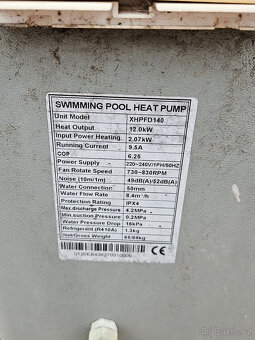 SWIMMING POOL HEAT PUMP
Unit Model XHPFD140
Heat Output 12.0kW
Input Power Heating 2.07kW
Running Current 9.5A
COP 6.25
Power Supply 220~240V/1PH/50HZ
Fan Rotate Speed 730~830RPM
Noise (10m/1m) 49dB(A)/52dB(A)
Water Connection 50mm
Water Flow Rate 8.4m³/h
Waterproof Protection IPX4
Max.discharge Pressure 4.2MPa
Min.suction Pressure 0.2MPa
Water Pressure Drop 18kPa
Refrigerant (R410A) 1.3kg
Net/Gross Weight 65/69kg